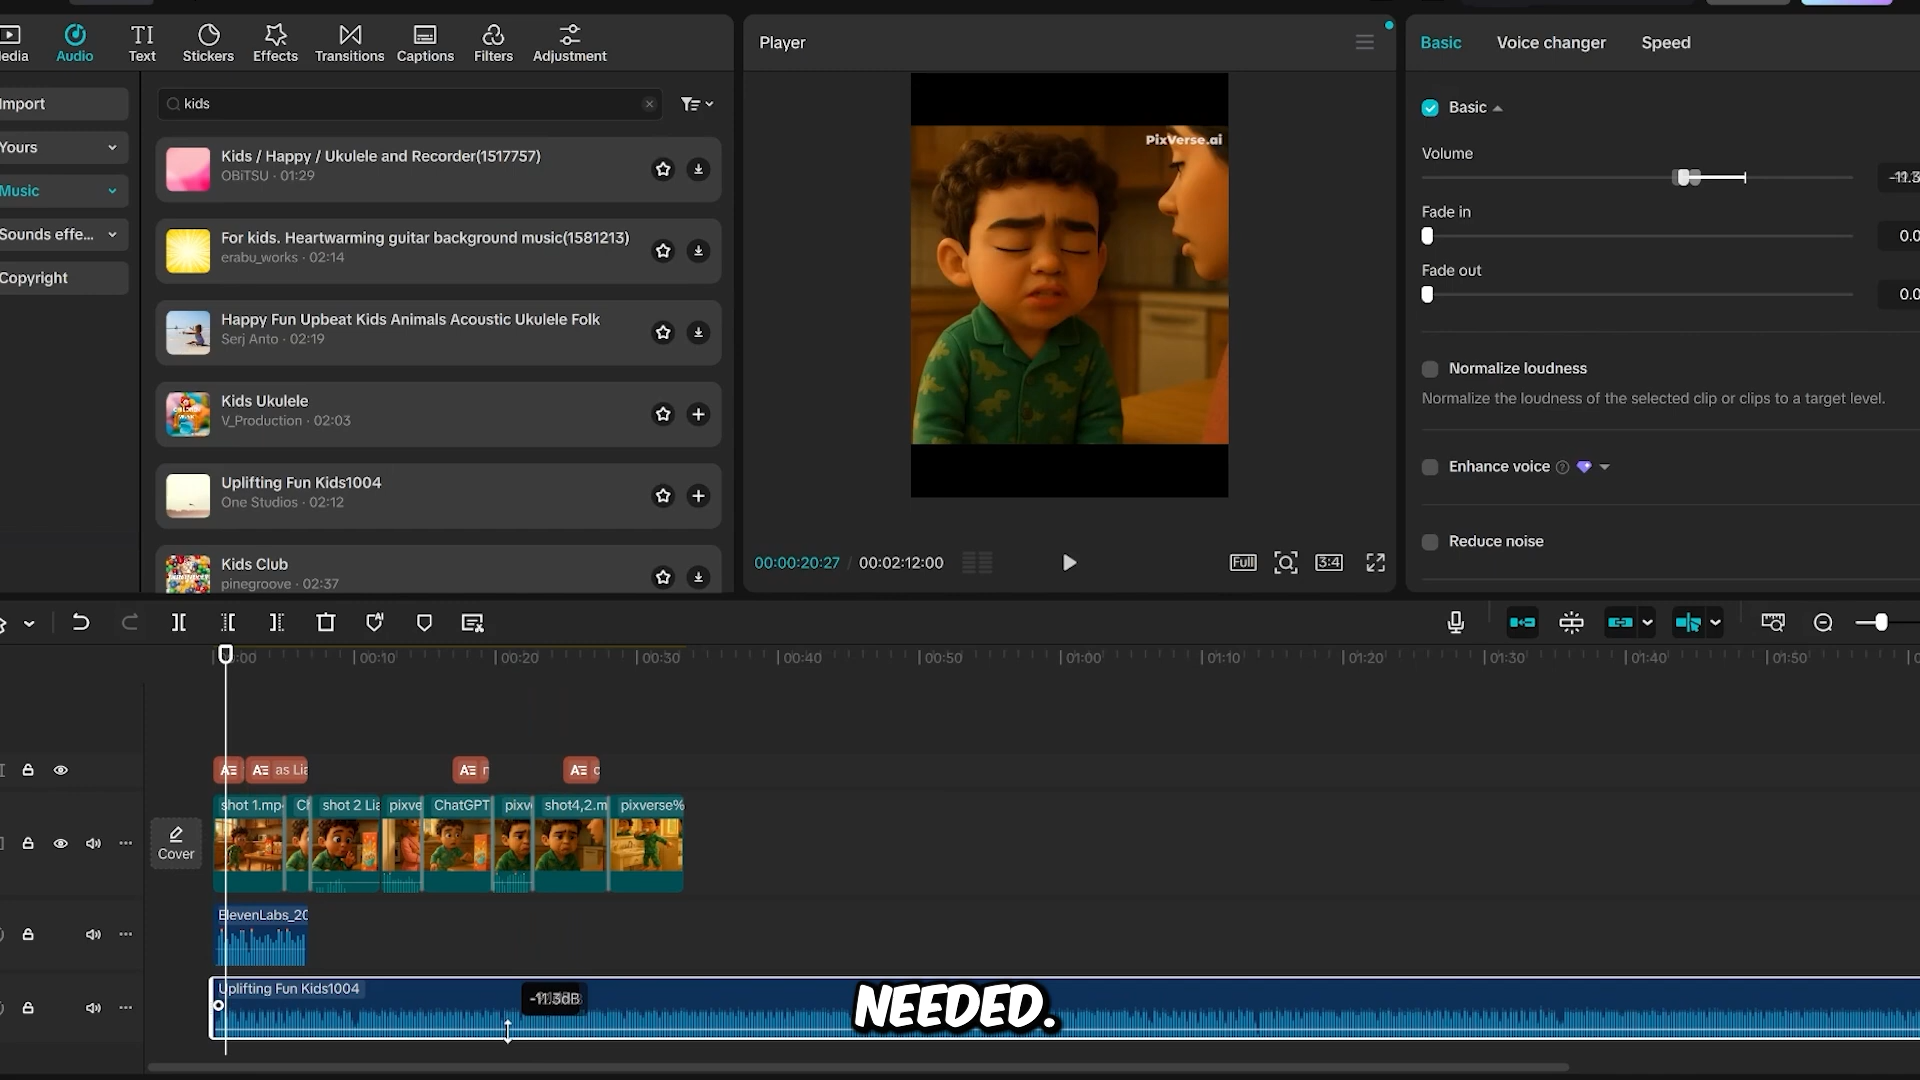 edia
Audio
Text
Stickers
Effects
Transitions
Captions
Filters
Adjustment
Import
Yours
Music
Sounds effe...
Copyright
kids
Kids / Happy / Ukulele and Recorder(1517757)
OBiTSU · 01:29
For kids. Heartwarming guitar background music(1581213)
erabu_works · 02:14
Happy Fun Upbeat Kids Animals Acoustic Ukulele Folk
Serj Anto · 02:19
Kids Ukulele
V_Production · 02:03
Uplifting Fun Kids1004
One Studios · 02:12
Kids Club
pinegroove · 02:37
Player
PixVerse.ai
00:00:20:27 / 00:02:12:00
Full
3:4
Basic
Voice changer
Speed
Basic
Volume
Fade in
0.0
Fade out
0.0
Normalize loudness
Normalize the loudness of the selected clip or clips to a target level.
Enhance voice
Reduce noise
:00 00:10 00:20 00:30 00:40 00:50 01:00 01:10 01:20 01:30 01:40 01:50
as Lia
shot 1.mp
shot 2 Lia
pixve
ChatGPT
pixv
shot4,2.m
pixverse%
Cover
ElevenLabs_20
Uplifting Fun Kids1004
-11.3dB
NEEDED.